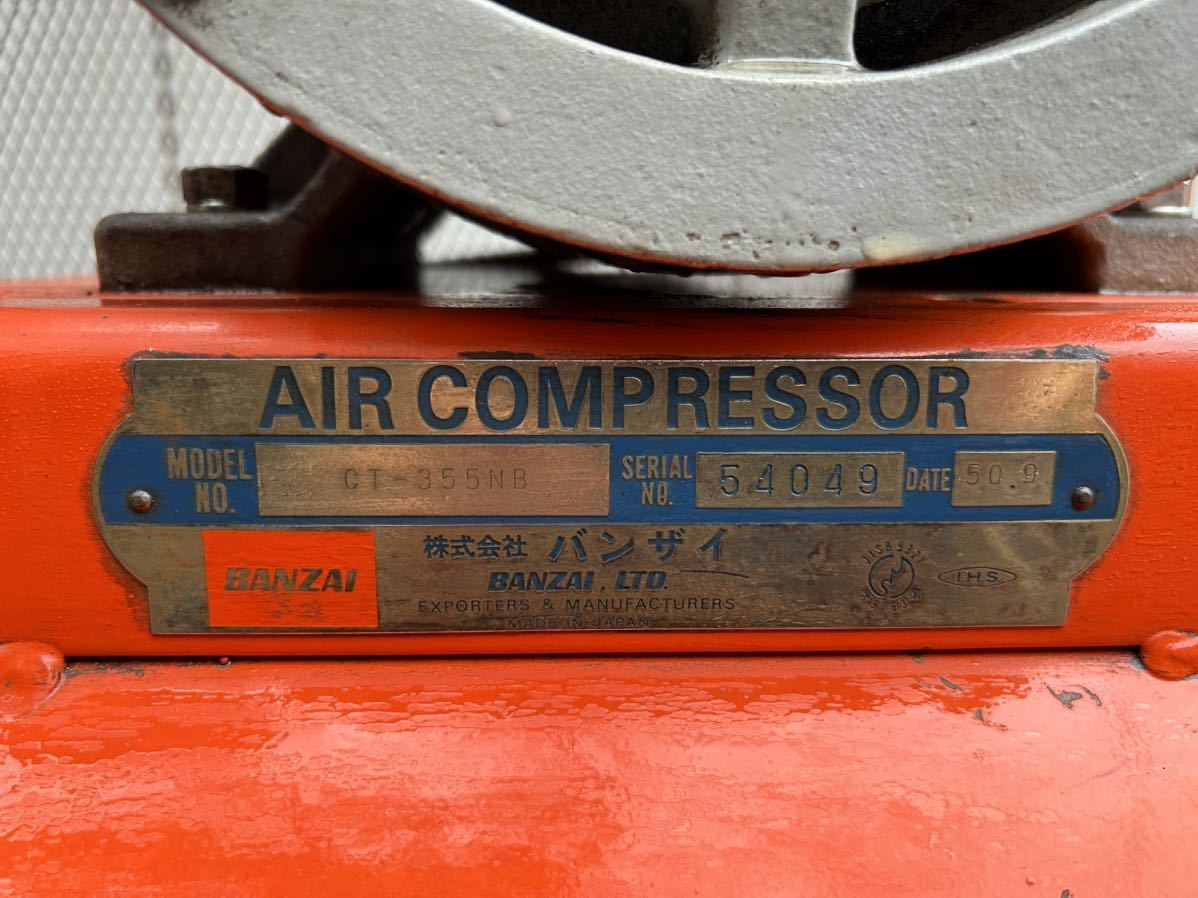 AIR COMPRESSOR
MODEL NO. CT-355NB SERIAL NO. 54049 DATE 50.9
BANZAI
株式会社 バンザイ
BANZAI, LTD.
EXPORTERS & MANUFACTURERS
MADE IN JAPAN
I.H.S.